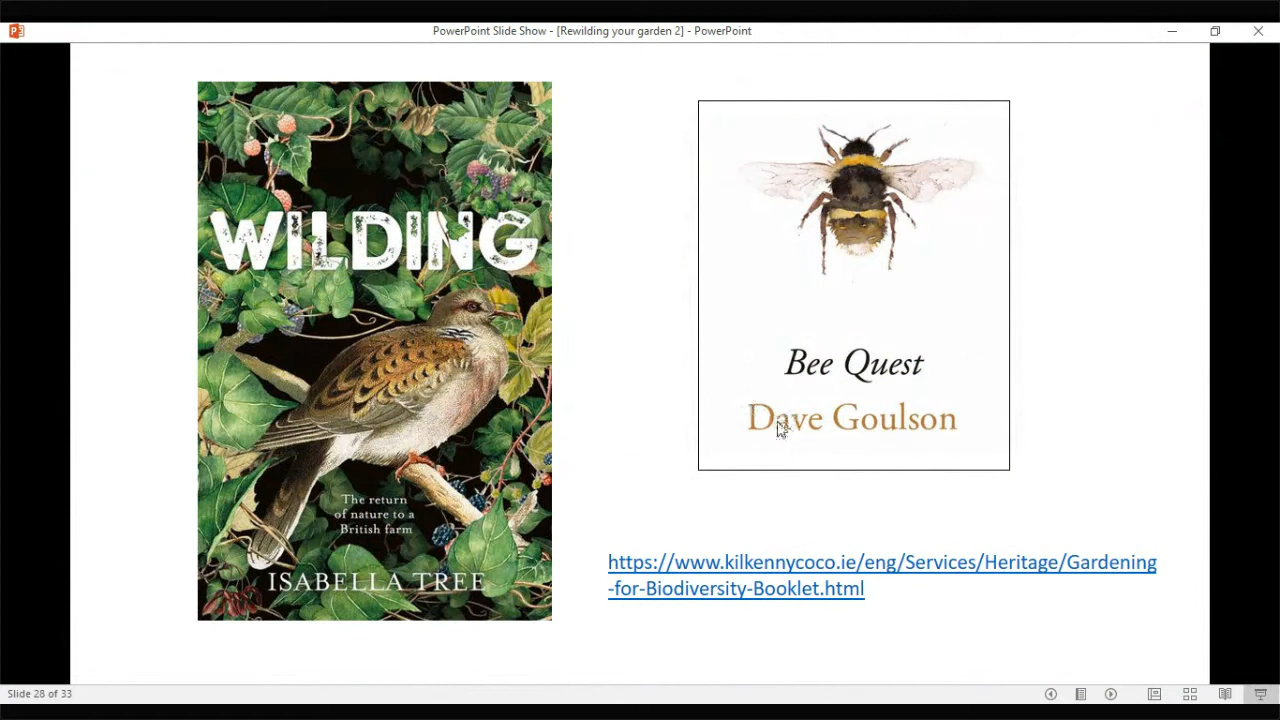 PowerPoint Slide Show - [Rewilding your garden 2] - PowerPoint
WILDING
The return
of nature to a
British farm
ISABELLA TREE
Bee Quest
Dave Goulson
https://www.kilkennycoco.ie/eng/Services/Heritage/Gardening
-for-Biodiversity-Booklet.html
Slide 28 of 33